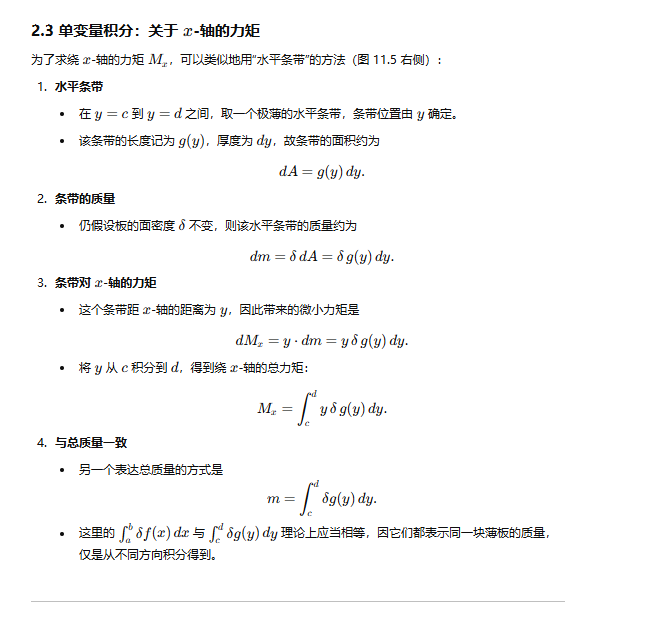 2.3 单变量积分：关于 x-轴的力矩
为了求绕 x-轴的力矩 Mₓ，可以类似地用“水平条带”的方法（图 11.5 右侧）：
1. 水平条带
• 在 y = c 到 y = d 之间，取一个极薄的水平条带，条带位置由 y 确定。
• 该条带的长度记为 g(y)，厚度为 dy，故条带的面积约为
dA = g(y) dy.
2. 条带的质量
• 仍假设板的面密度 δ 不变，则该水平条带的质量约为
dm = δ dA = δ g(y) dy.
3. 条带对 x-轴的力矩
• 这个条带距 x-轴的距离为 y，因此带来的微小力矩是
dMₓ = y · dm = y δ g(y) dy.
• 将 y 从 c 积分到 d，得到绕 x-轴的总力矩：
Mₓ = ∫_c^d y δ g(y) dy.
4. 与总质量一致
• 另一个表达总质量的方式是
m = ∫_c^d δg(y) dy.
• 这里的 ∫_a^b δf(x) dx 与 ∫_c^d δg(y) dy 理论上应当相等，因它们都表示同一块薄板的质量，
仅是从不同方向积分得到。